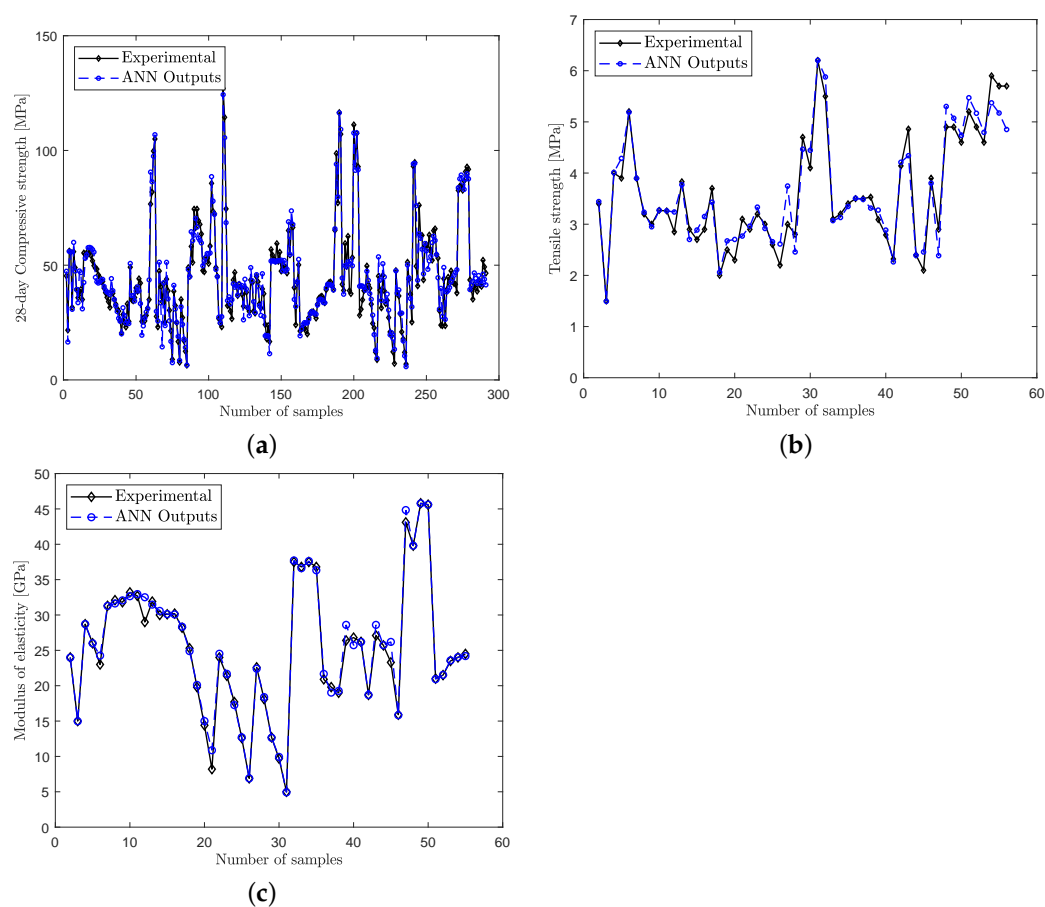 150
100
50
0
0
50
100
150
200
250
300
28-day Compressive strength [MPa]
Number of samples
Experimental
ANN Outputs
(a)
7
6
5
4
3
2
1
0
0
10
20
30
40
50
60
Tensile strength [MPa]
Number of samples
Experimental
ANN Outputs
(b)
50
45
40
35
30
25
20
15
10
5
0
0
10
20
30
40
50
60
Modulus of elasticity [GPa]
Number of samples
Experimental
ANN Outputs
(c)